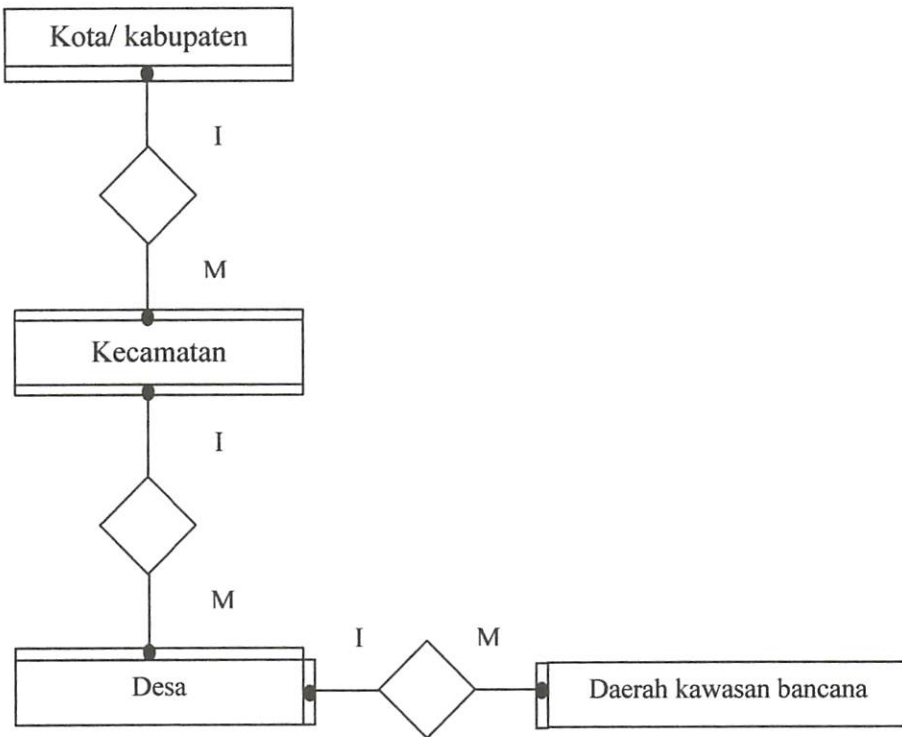 Kota/ kabupaten
I
M
Kecamatan
I
M
I M
Desa
Daerah kawasan bancana